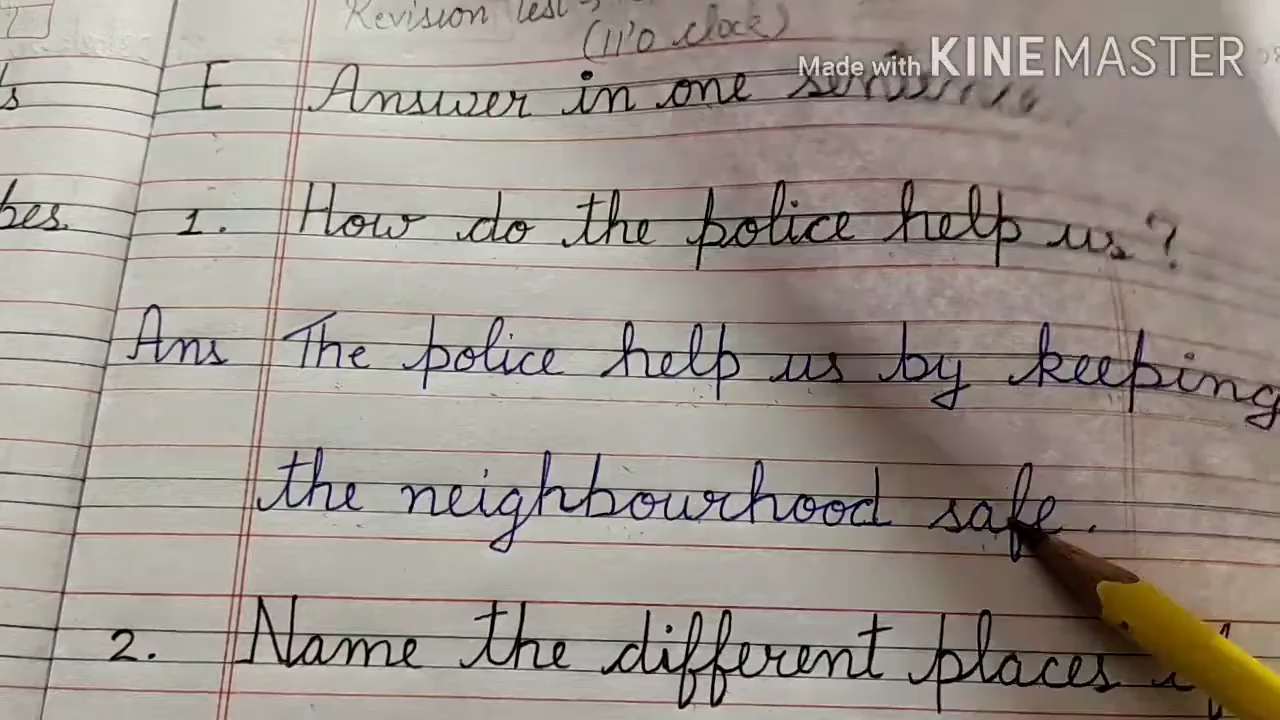 Revision Test
(11'0 clock)
Made with KINEMASTER
E Answer in one
1. How do the police help us?
Ans The police help us by keeping
the neighbourhood safe.
2. Name the different places